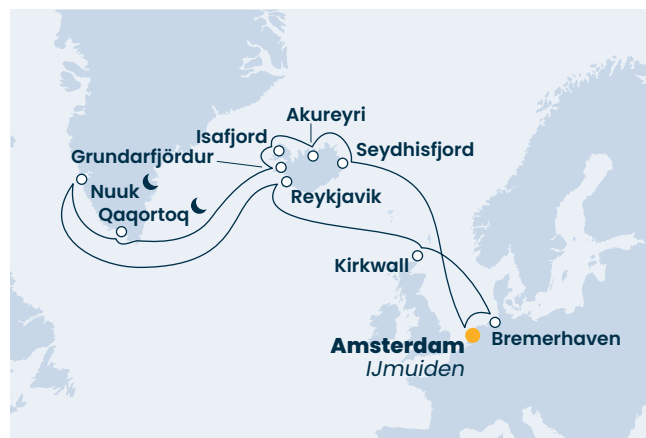 Akureyri
Isafjord
Seydhisfjord
Grundarfjördur
Nuuk
Reykjavik
Qaqortoq
Kirkwall
Amsterdam
Bremerhaven
IJmuiden